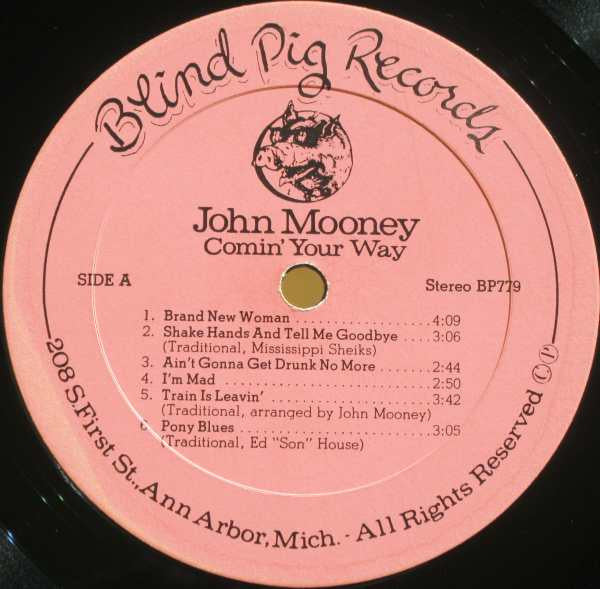 Blind Pig Records
John Mooney
Comin' Your Way
SIDE A
Stereo BP779
1. Brand New Woman ................... 4:09
2. Shake Hands And Tell Me Goodbye .... 3:06
(Traditional, Mississippi Sheiks)
3. Ain't Gonna Get Drunk No More ....... 2:44
4. I'm Mad ............................ 2:50
5. Train Is Leavin' ...................... 3:42
(Traditional, arranged by John Mooney)
6. Pony Blues .......................... 3:05
(Traditional, Ed "Son" House)
208 S. First St., Ann Arbor, Mich. - All Rights Reserved Ⓒ Ⓟ